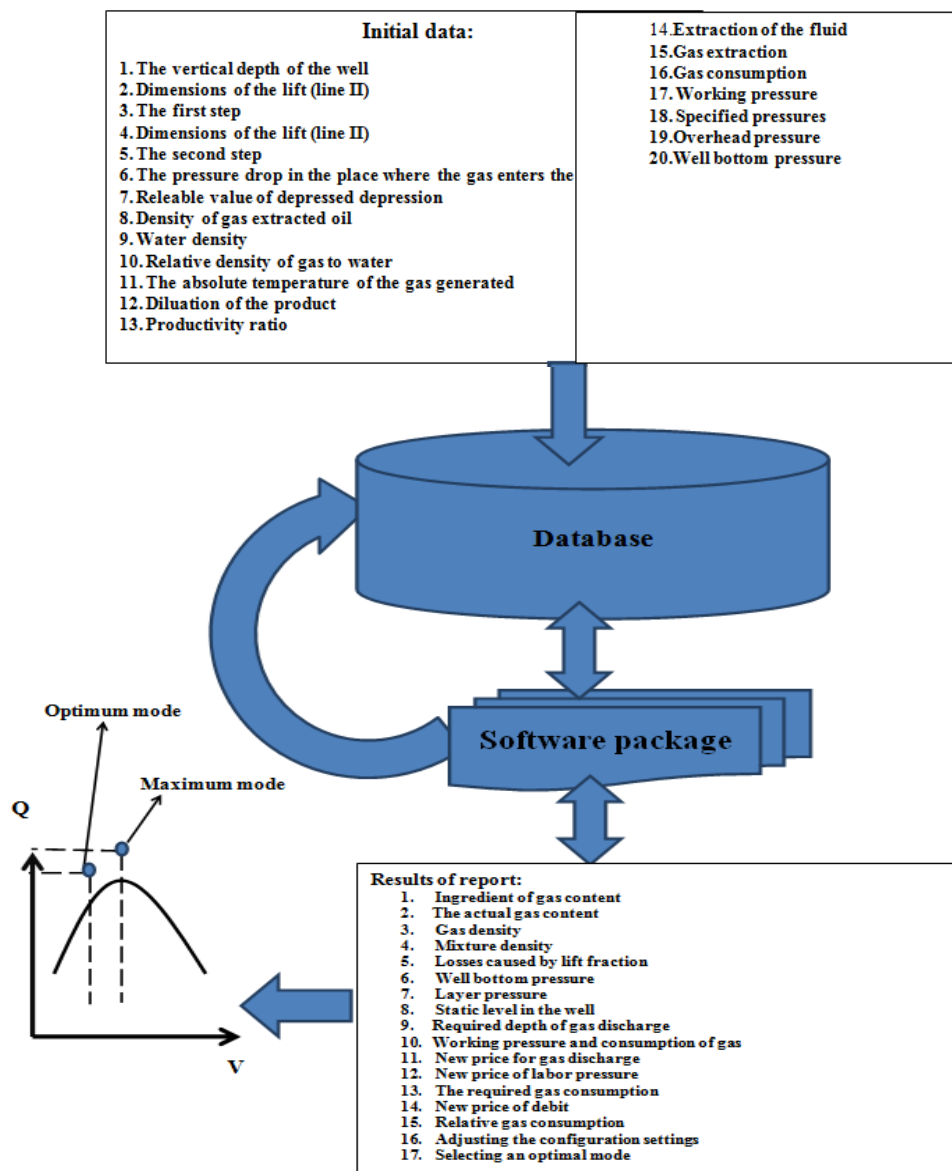 Initial data:
1. The vertical depth of the well
2. Dimensions of the lift (line II)
3. The first step
4. Dimensions of the lift (line II)
5. The second step
6. The pressure drop in the place where the gas enters the
7. Releable value of depressed depression
8. Density of gas extracted oil
9. Water density
10. Relative density of gas to water
11. The absolute temperature of the gas generated
12. Diluation of the product
13. Productivity ratio
14.Extraction of the fluid
15.Gas extraction
16.Gas consumption
17. Working pressure
18. Specified pressures
19.Overhead pressure
20.Well bottom pressure
Database
Software package
Optimum mode
Maximum mode
Q
V
Results of report:
1. Ingredient of gas content
2. The actual gas content
3. Gas density
4. Mixture density
5. Losses caused by lift fraction
6. Well bottom pressure
7. Layer pressure
8. Static level in the well
9. Required depth of gas discharge
10. Working pressure and consumption of gas
11. New price for gas discharge
12. New price of labor pressure
13. The required gas consumption
14. New price of debit
15. Relative gas consumption
16. Adjusting the configuration settings
17. Selecting an optimal mode